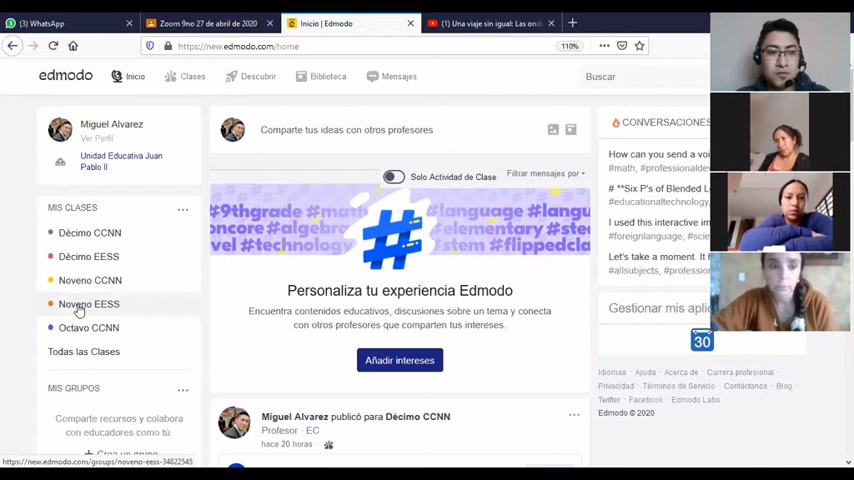 (3) WhatsApp
Zoorn 9no 27 de abril de 2020
Inicio | Edmodo
(1) Una viaje sin igual: Las ond
https://new.edmodo.com/home
110%
edmodo
Inicio
Clases
Descubrir
Biblioteca
Mensajes
Buscar
Miguel Alvarez
Ver Perfil
Unidad Educativa Juan
Pablo II
MIS CLASES
Décimo CCNN
Décimo EESS
Noveno CCNN
Noveno EESS
Octavo CCNN
Todas las Clases
MIS GRUPOS
Comparte recursos y colabora
con educadores como tú.
Crea un grupo
https://new.edmodo.com/groups/noveno-eess-34822545
Comparte tus ideas con otros profesores
Solo Actividad de Clase
Filtrar mensajes por
#9thgrade #math #language #langu
oncore #algebra #elementary #stem
vel #technology #stem #flippedcl
#
Personaliza tu experiencia Edmodo
Encuentra contenidos educativos, discusiones sobre un tema y conecta
con otros profesores que comparten tus intereses.
Añadir intereses
Miguel Alvarez publicó para Décimo CCNN
Profesor · EC
hace 20 horas
CONVERSACIONES
How can you send a vo
#math, #professionaldev
# **Six P's of Blended L
#educationaltechnology,
I used this interactive im
#foreignlanguage, #scie
Let's take a moment. It h
#allsubjects, #profession
Gestionar mis aplic
30
Idiomas · Ayuda · Acerca de · Carrera profesional ·
Privacidad · Términos de Servicio · Contáctanos · Blog ·
Twitter · Facebook · Edmodo Labs
Edmodo © 2020